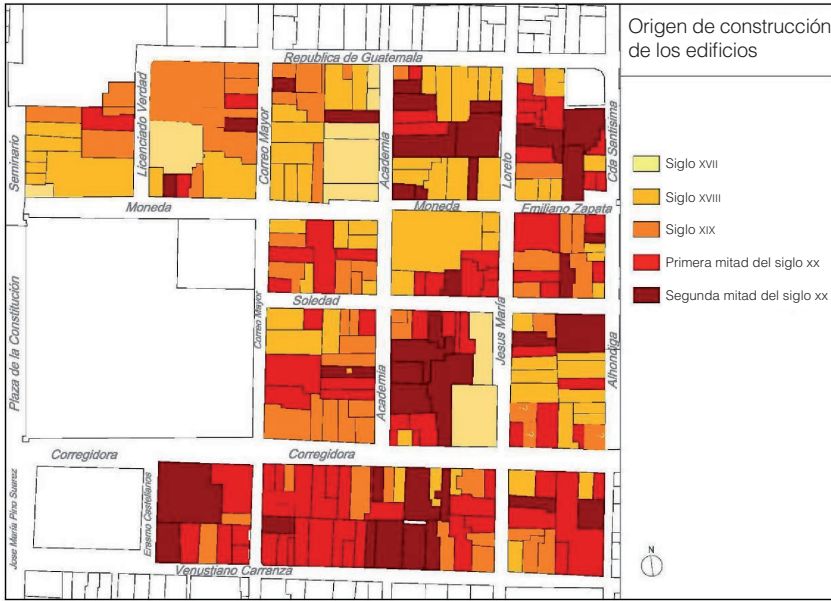 Origen de construcción
de los edificios
Siglo XVII
Siglo XVIII
Siglo XIX
Primera mitad del siglo XX
Segunda mitad del siglo XX
Republica de Guatemala
Seminario
Licenciado Verdad
Correo Mayor
Academia
Loreto
Cda Santisima
Moneda
Moneda
Emiliano Zapata
Plaza de la Constitución
Correo Mayor
Soledad
Academia
Jesus María
Alhondiga
Corregidora
Corregidora
Jose María Pino Suarez
Erasmo Castellanos
Venustiano Carranza
N